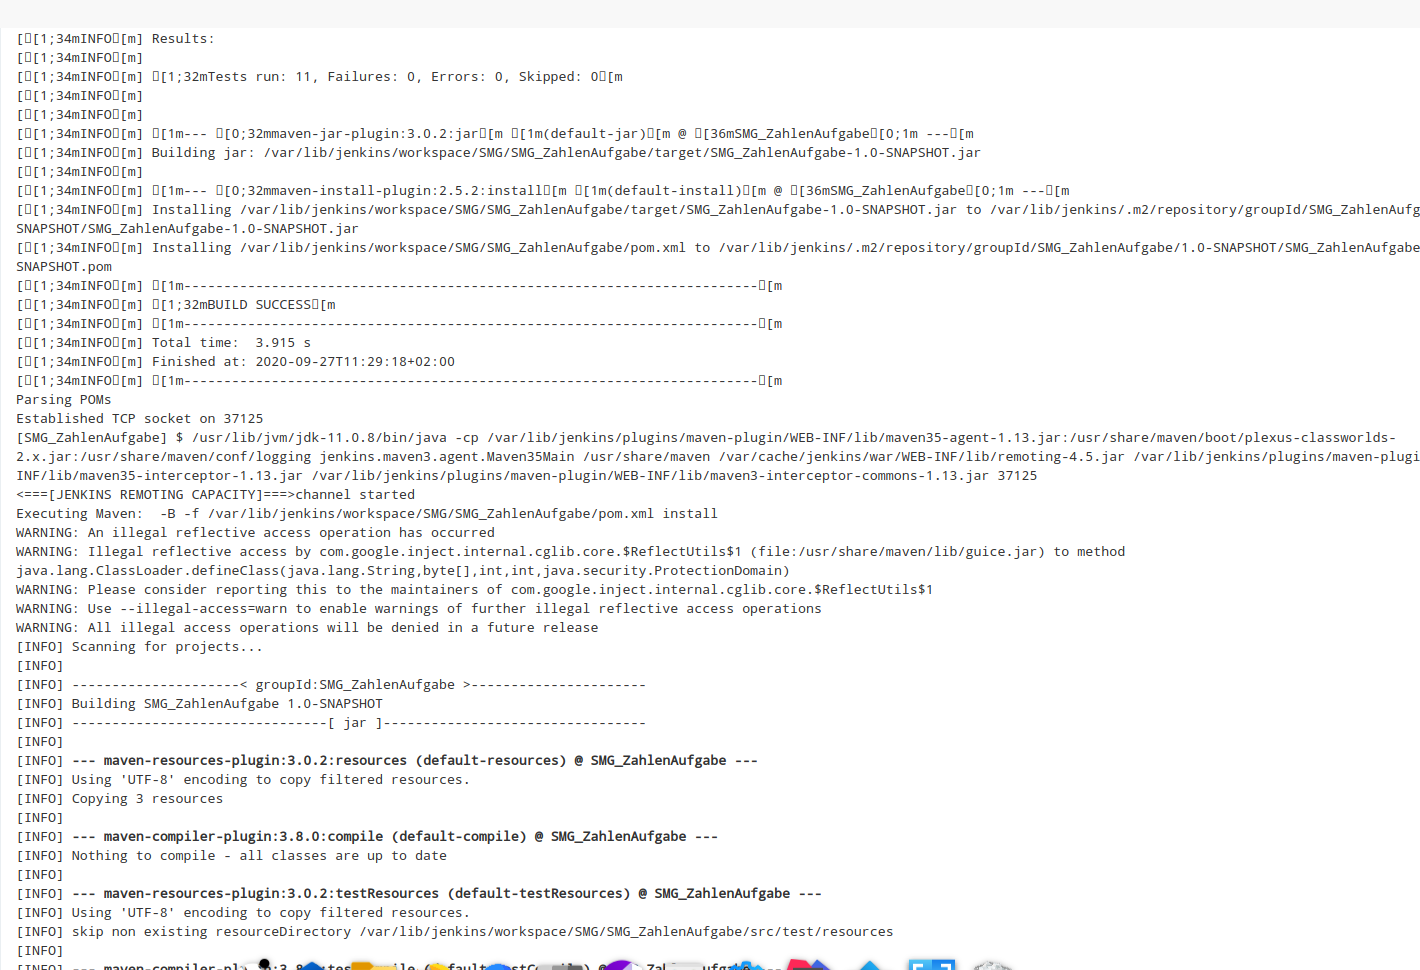 [␛[1;34mINFO␛[m] Results:
[␛[1;34mINFO␛[m]
[␛[1;34mINFO␛[m] ␛[1;32mTests run: 11, Failures: 0, Errors: 0, Skipped: 0␛[m
[␛[1;34mINFO␛[m]
[␛[1;34mINFO␛[m]
[␛[1;34mINFO␛[m] ␛[1m--- ␛[0;32mmaven-jar-plugin:3.0.2:jar␛[m ␛[1m(default-jar)␛[m @ ␛[36mSMG_ZahlenAufgabe␛[0;1m ---␛[m
[␛[1;34mINFO␛[m] Building jar: /var/lib/jenkins/workspace/SMG/SMG_ZahlenAufgabe/target/SMG_ZahlenAufgabe-1.0-SNAPSHOT.jar
[␛[1;34mINFO␛[m]
[␛[1;34mINFO␛[m] ␛[1m--- ␛[0;32mmaven-install-plugin:2.5.2:install␛[m ␛[1m(default-install)␛[m @ ␛[36mSMG_ZahlenAufgabe␛[0;1m ---␛[m
[␛[1;34mINFO␛[m] Installing /var/lib/jenkins/workspace/SMG/SMG_ZahlenAufgabe/target/SMG_ZahlenAufgabe-1.0-SNAPSHOT.jar to /var/lib/jenkins/.m2/repository/groupId/SMG_ZahlenAufg
SNAPSHOT/SMG_ZahlenAufgabe-1.0-SNAPSHOT.jar
[␛[1;34mINFO␛[m] Installing /var/lib/jenkins/workspace/SMG/SMG_ZahlenAufgabe/pom.xml to /var/lib/jenkins/.m2/repository/groupId/SMG_ZahlenAufgabe/1.0-SNAPSHOT/SMG_ZahlenAufgabe
SNAPSHOT.pom
[␛[1;34mINFO␛[m] ␛[1m------------------------------------------------------------------------␛[m
[␛[1;34mINFO␛[m] ␛[1;32mBUILD SUCCESS␛[m
[␛[1;34mINFO␛[m] ␛[1m------------------------------------------------------------------------␛[m
[␛[1;34mINFO␛[m] Total time:  3.915 s
[␛[1;34mINFO␛[m] Finished at: 2020-09-27T11:29:18+02:00
[␛[1;34mINFO␛[m] ␛[1m------------------------------------------------------------------------␛[m
Parsing POMs
Established TCP socket on 37125
[SMG_ZahlenAufgabe] $ /usr/lib/jvm/jdk-11.0.8/bin/java -cp /var/lib/jenkins/plugins/maven-plugin/WEB-INF/lib/maven35-agent-1.13.jar:/usr/share/maven/boot/plexus-classworlds-
2.x.jar:/usr/share/maven/conf/logging jenkins.maven3.agent.Maven35Main /usr/share/maven /var/cache/jenkins/war/WEB-INF/lib/remoting-4.5.jar /var/lib/jenkins/plugins/maven-plugi
INF/lib/maven35-interceptor-1.13.jar /var/lib/jenkins/plugins/maven-plugin/WEB-INF/lib/maven3-interceptor-commons-1.13.jar 37125
<===[JENKINS REMOTING CAPACITY]===>channel started
Executing Maven:  -B -f /var/lib/jenkins/workspace/SMG/SMG_ZahlenAufgabe/pom.xml install
WARNING: An illegal reflective access operation has occurred
WARNING: Illegal reflective access by com.google.inject.internal.cglib.core.$ReflectUtils$1 (file:/usr/share/maven/lib/guice.jar) to method
java.lang.ClassLoader.defineClass(java.lang.String,byte[],int,int,java.security.ProtectionDomain)
WARNING: Please consider reporting this to the maintainers of com.google.inject.internal.cglib.core.$ReflectUtils$1
WARNING: Use --illegal-access=warn to enable warnings of further illegal reflective access operations
WARNING: All illegal access operations will be denied in a future release
[INFO] Scanning for projects...
[INFO]
[INFO] ---------------------< groupId:SMG_ZahlenAufgabe >----------------------
[INFO] Building SMG_ZahlenAufgabe 1.0-SNAPSHOT
[INFO] --------------------------------[ jar ]---------------------------------
[INFO]
[INFO] --- maven-resources-plugin:3.0.2:resources (default-resources) @ SMG_ZahlenAufgabe ---
[INFO] Using 'UTF-8' encoding to copy filtered resources.
[INFO] Copying 3 resources
[INFO]
[INFO] --- maven-compiler-plugin:3.8.0:compile (default-compile) @ SMG_ZahlenAufgabe ---
[INFO] Nothing to compile - all classes are up to date
[INFO]
[INFO] --- maven-resources-plugin:3.0.2:testResources (default-testResources) @ SMG_ZahlenAufgabe ---
[INFO] Using 'UTF-8' encoding to copy filtered resources.
[INFO] skip non existing resourceDirectory /var/lib/jenkins/workspace/SMG/SMG_ZahlenAufgabe/src/test/resources
[INFO]